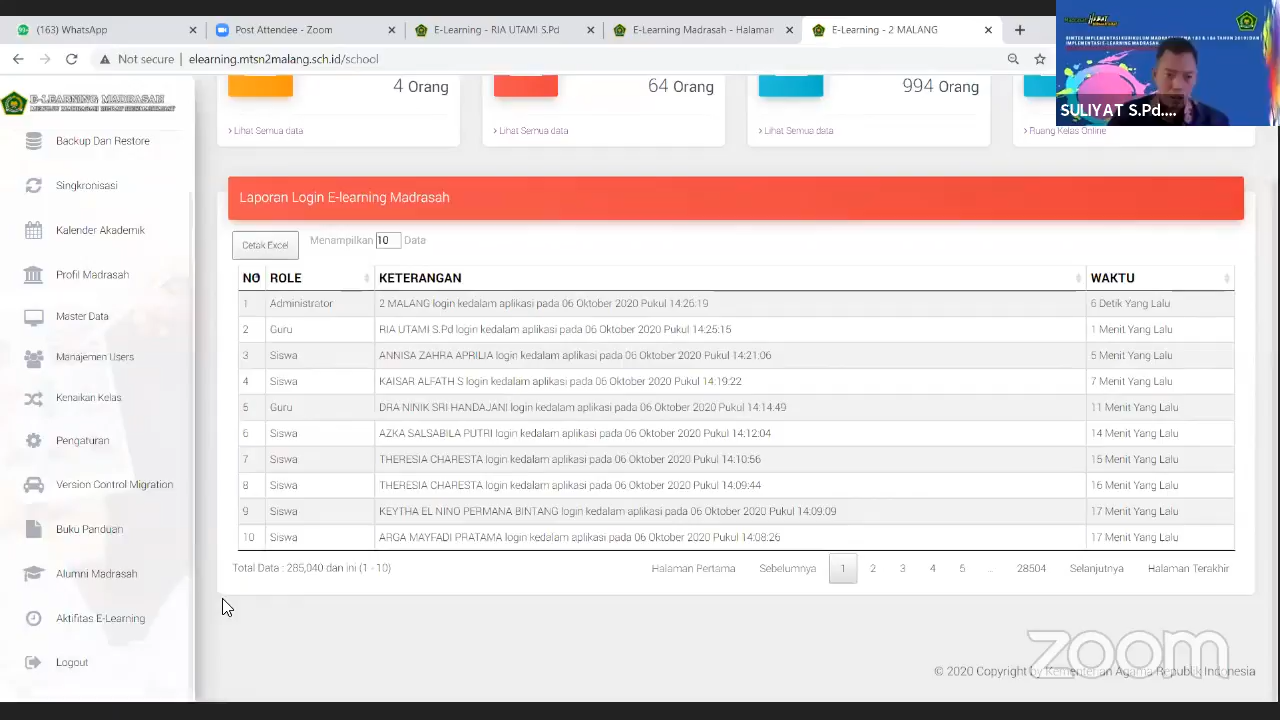 (163) WhatsApp
Post Attendee - Zoom
E-Learning - RIA UTAMI S.Pd
E-Learning Madrasah - Halaman
E-Learning - 2 MALANG
Not secure | elearning.mtsn2malang.sch.id/school
SULIYAT S.Pd....
E-LEARNING MADRASAH
Backup Dan Restore
Singkronisasi
Kalender Akademik
Profil Madrasah
Master Data
Manajemen Users
Kenaikan Kelas
Pengaturan
Version Control Migration
Buku Panduan
Alumni Madrasah
Aktifitas E-Learning
Logout
4 Orang
64 Orang
994 Orang
Lihat Semua data
Lihat Semua data
Lihat Semua data
Ruang Kelas Online
Laporan Login E-learning Madrasah
Cetak Excel Menampilkan 10 Data
NO ROLE KETERANGAN WAKTU
1 Administrator 2 MALANG login kedalam aplikasi pada 06 Oktober 2020 Pukul 14:26:19 6 Detik Yang Lalu
2 Guru RIA UTAMI S.Pd login kedalam aplikasi pada 06 Oktober 2020 Pukul 14:25:15 1 Menit Yang Lalu
3 Siswa ANNISA ZAHRA APRILIA login kedalam aplikasi pada 06 Oktober 2020 Pukul 14:21:06 5 Menit Yang Lalu
4 Siswa KAISAR ALFATH S login kedalam aplikasi pada 06 Oktober 2020 Pukul 14:19:22 7 Menit Yang Lalu
5 Guru DRA NINIK SRI HANDAJANI login kedalam aplikasi pada 06 Oktober 2020 Pukul 14:14:49 11 Menit Yang Lalu
6 Siswa AZKA SALSABILA PUTRI login kedalam aplikasi pada 06 Oktober 2020 Pukul 14:12:04 14 Menit Yang Lalu
7 Siswa THERESIA CHARESTA login kedalam aplikasi pada 06 Oktober 2020 Pukul 14:10:56 15 Menit Yang Lalu
8 Siswa THERESIA CHARESTA login kedalam aplikasi pada 06 Oktober 2020 Pukul 14:09:44 16 Menit Yang Lalu
9 Siswa KEYTHA EL NINO PERMANA BINTANG login kedalam aplikasi pada 06 Oktober 2020 Pukul 14:09:09 17 Menit Yang Lalu
10 Siswa ARGA MAYFADI PRATAMA login kedalam aplikasi pada 06 Oktober 2020 Pukul 14:08:26 17 Menit Yang Lalu
Total Data : 285,040 dan ini (1 - 10) Halaman Pertama Sebelumnya 1 2 3 4 5 ... 28504 Selanjutnya Halaman Terakhir
zoom
© 2020 Copyright by Kementerian Agama Republik Indonesia